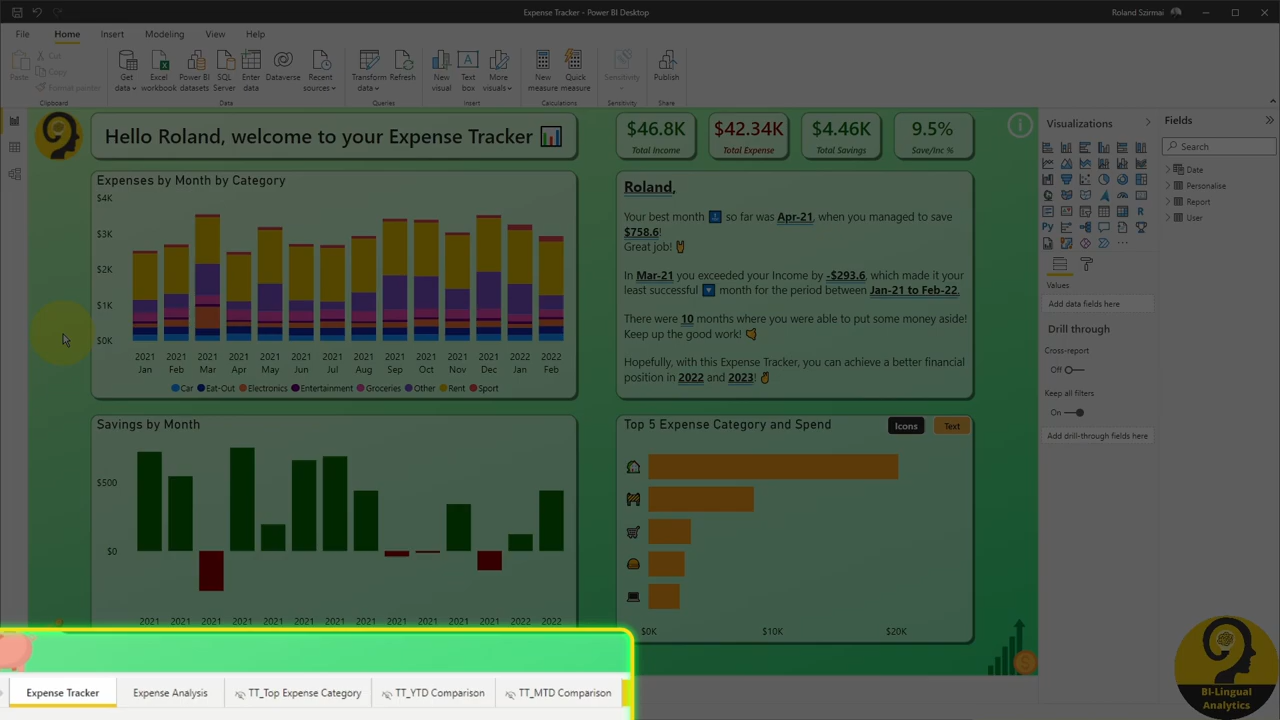 Expense Tracker - Power BI Desktop
Roland Szirmai
File
Home
Insert
Modeling
View
Help
Paste
Cut
Copy
Format painter
Get data
Excel workbook
Power BI datasets
SQL Server
Enter data
Dataverse
Recent sources
Transform data
Refresh
New visual
Text box
More visuals
New measure
Quick measure
Sensitivity
Publish
Clipboard
Data
Queries
Insert
Calculations
Sensitivity
Share
Hello Roland, welcome to your Expense Tracker
$46.8K
Total Income
$42.34K
Total Expense
$4.46K
Total Savings
9.5%
Save/Inc %
Expenses by Month by Category
$4K
$3K
$2K
$1K
$0K
2021 2021 2021 2021 2021 2021 2021 2021 2021 2021 2021 2021 2022 2022
Jan Feb Mar Apr May Jun Jul Aug Sep Oct Nov Dec Jan Feb
Car Eat-Out Electronics Entertainment Groceries Other Rent Sport
Roland,
Your best month so far was Apr-21, when you managed to save
$758.6!
Great job!
In Mar-21 you exceeded your Income by -$293.6, which made it your
least successful month for the period between Jan-21 to Feb-22.
There were 10 months where you were able to put some money aside!
Keep up the good work!
Hopefully, with this Expense Tracker, you can achieve a better financial
position in 2022 and 2023!
Savings by Month
$500
$0
2021 2021 2021 2021 2021 2021 2021 2021 2021 2021 2021 2021 2022 2022
Top 5 Expense Category and Spend
Icons
Text
$0K
$10K
$20K
Visualizations
R
Py
Values
Add data fields here
Drill through
Cross-report
Off
Keep all filters
On
Add drill-through fields here
Fields
Search
Date
Personalise
Report
User
Expense Tracker
Expense Analysis
TT_Top Expense Category
TT_YTD Comparison
TT_MTD Comparison
BI-Lingual
Analytics